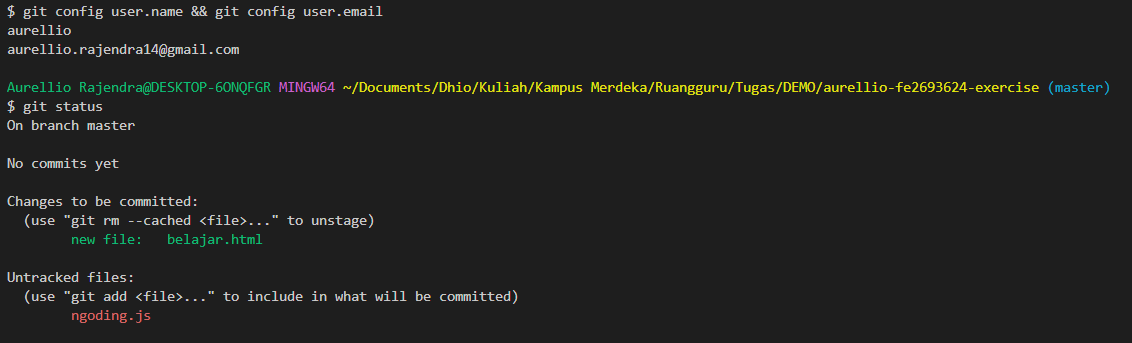 $ git config user.name && git config user.email
aurellio
aurellio.rajendra14@gmail.com
Aurellio Rajendra@DESKTOP-6ONQFGR MINGW64 ~/Documents/Dhio/Kuliah/Kampus Merdeka/Ruangguru/Tugas/DEMO/aurellio-fe2693624-exercise (master)
$ git status
On branch master
No commits yet
Changes to be committed:
  (use "git rm --cached <file>..." to unstage)
        new file:   belajar.html
Untracked files:
  (use "git add <file>..." to include in what will be committed)
        ngoding.js